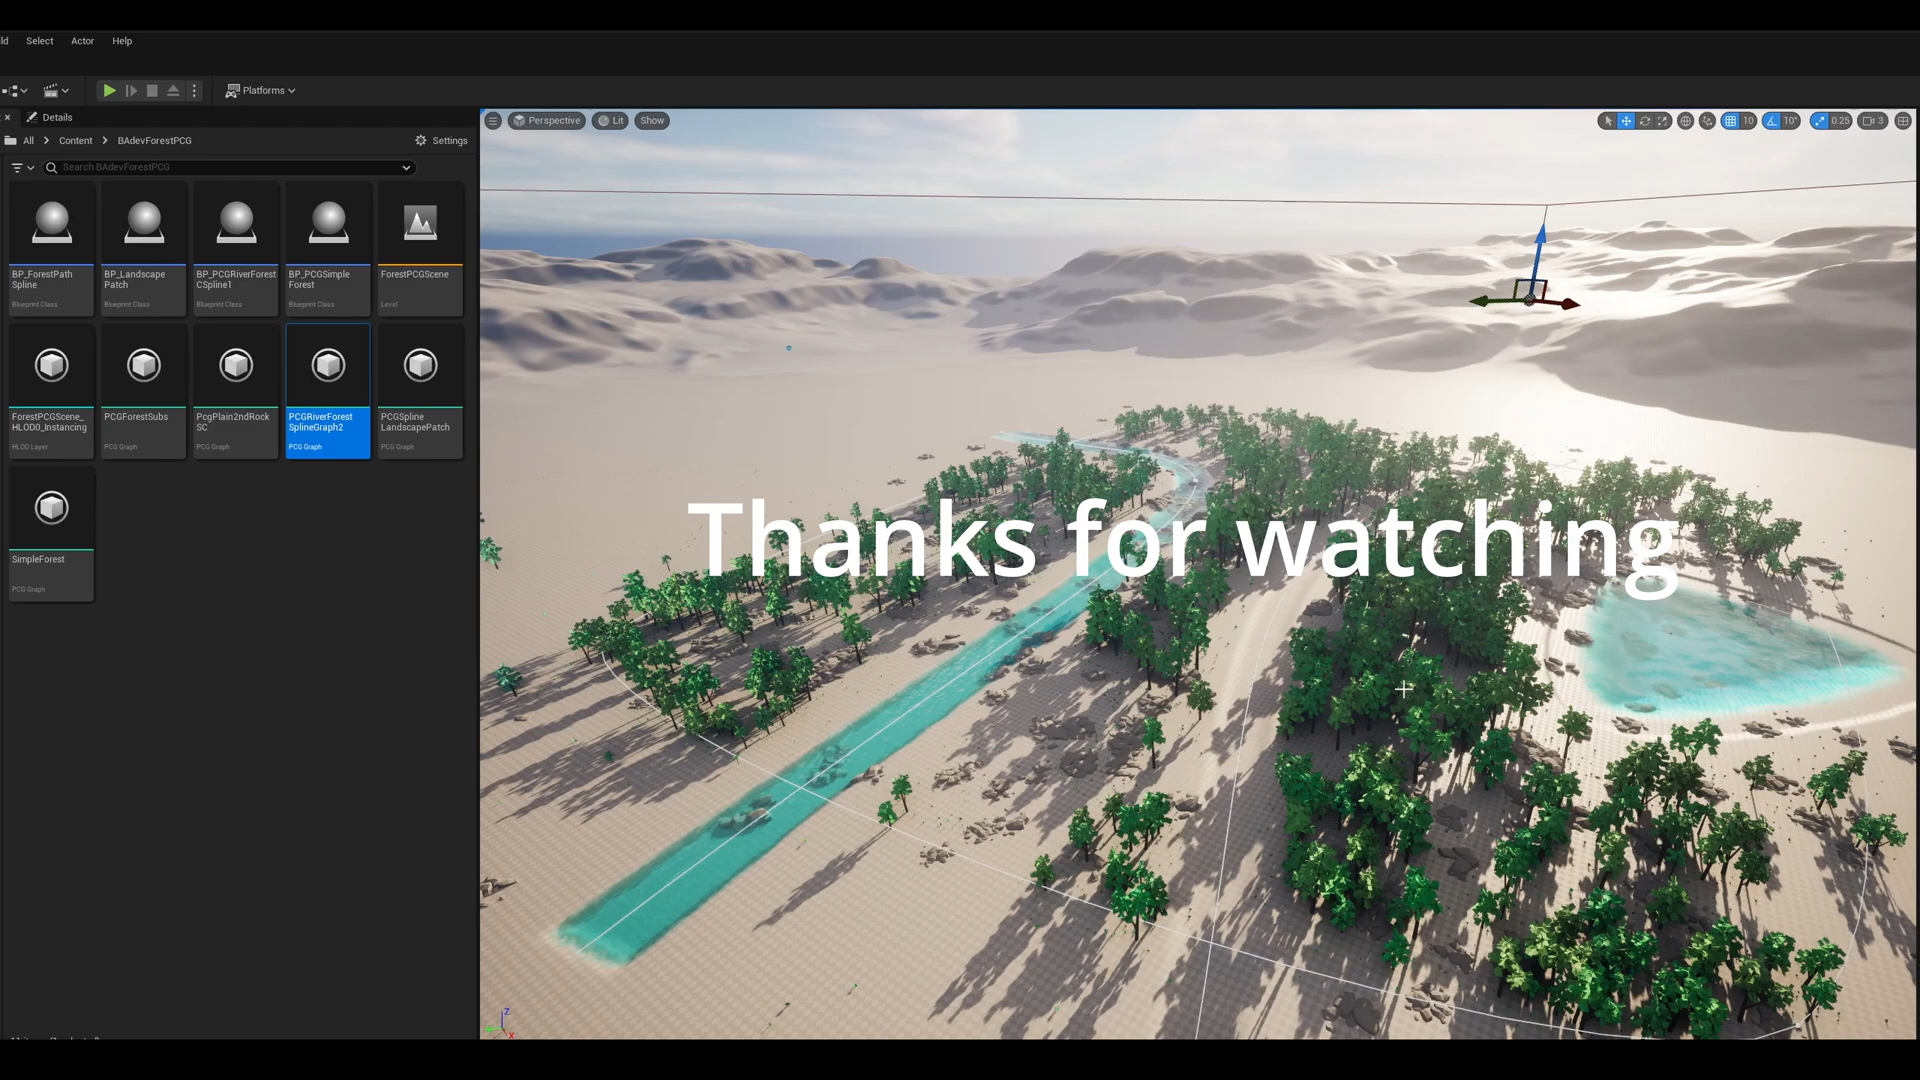 Select Actor Help
Platforms
Details
All Content BAdevForestPCG Settings
Search BAdevForestPCG
BP_ForestPath
Spline
Blueprint Class
BP_Landscape
Patch
Blueprint Class
BP_PCGRiverForest
CSpline1
Blueprint Class
BP_PCGSimple
Forest
Blueprint Class
ForestPCGScene
Level
ForestPCGScene_
HLOD0_Instancing
HLOD Layer
PCGForestSubs
PCG Graph
PcgPlain2ndRock
SC
PCG Graph
PCGRiverForest
SplineGraph2
PCG Graph
PCGSpline
LandscapePatch
PCG Graph
SimpleForest
PCG Graph
Perspective Lit Show
10 10° 0.25 3
Thanks for watching
Z
X